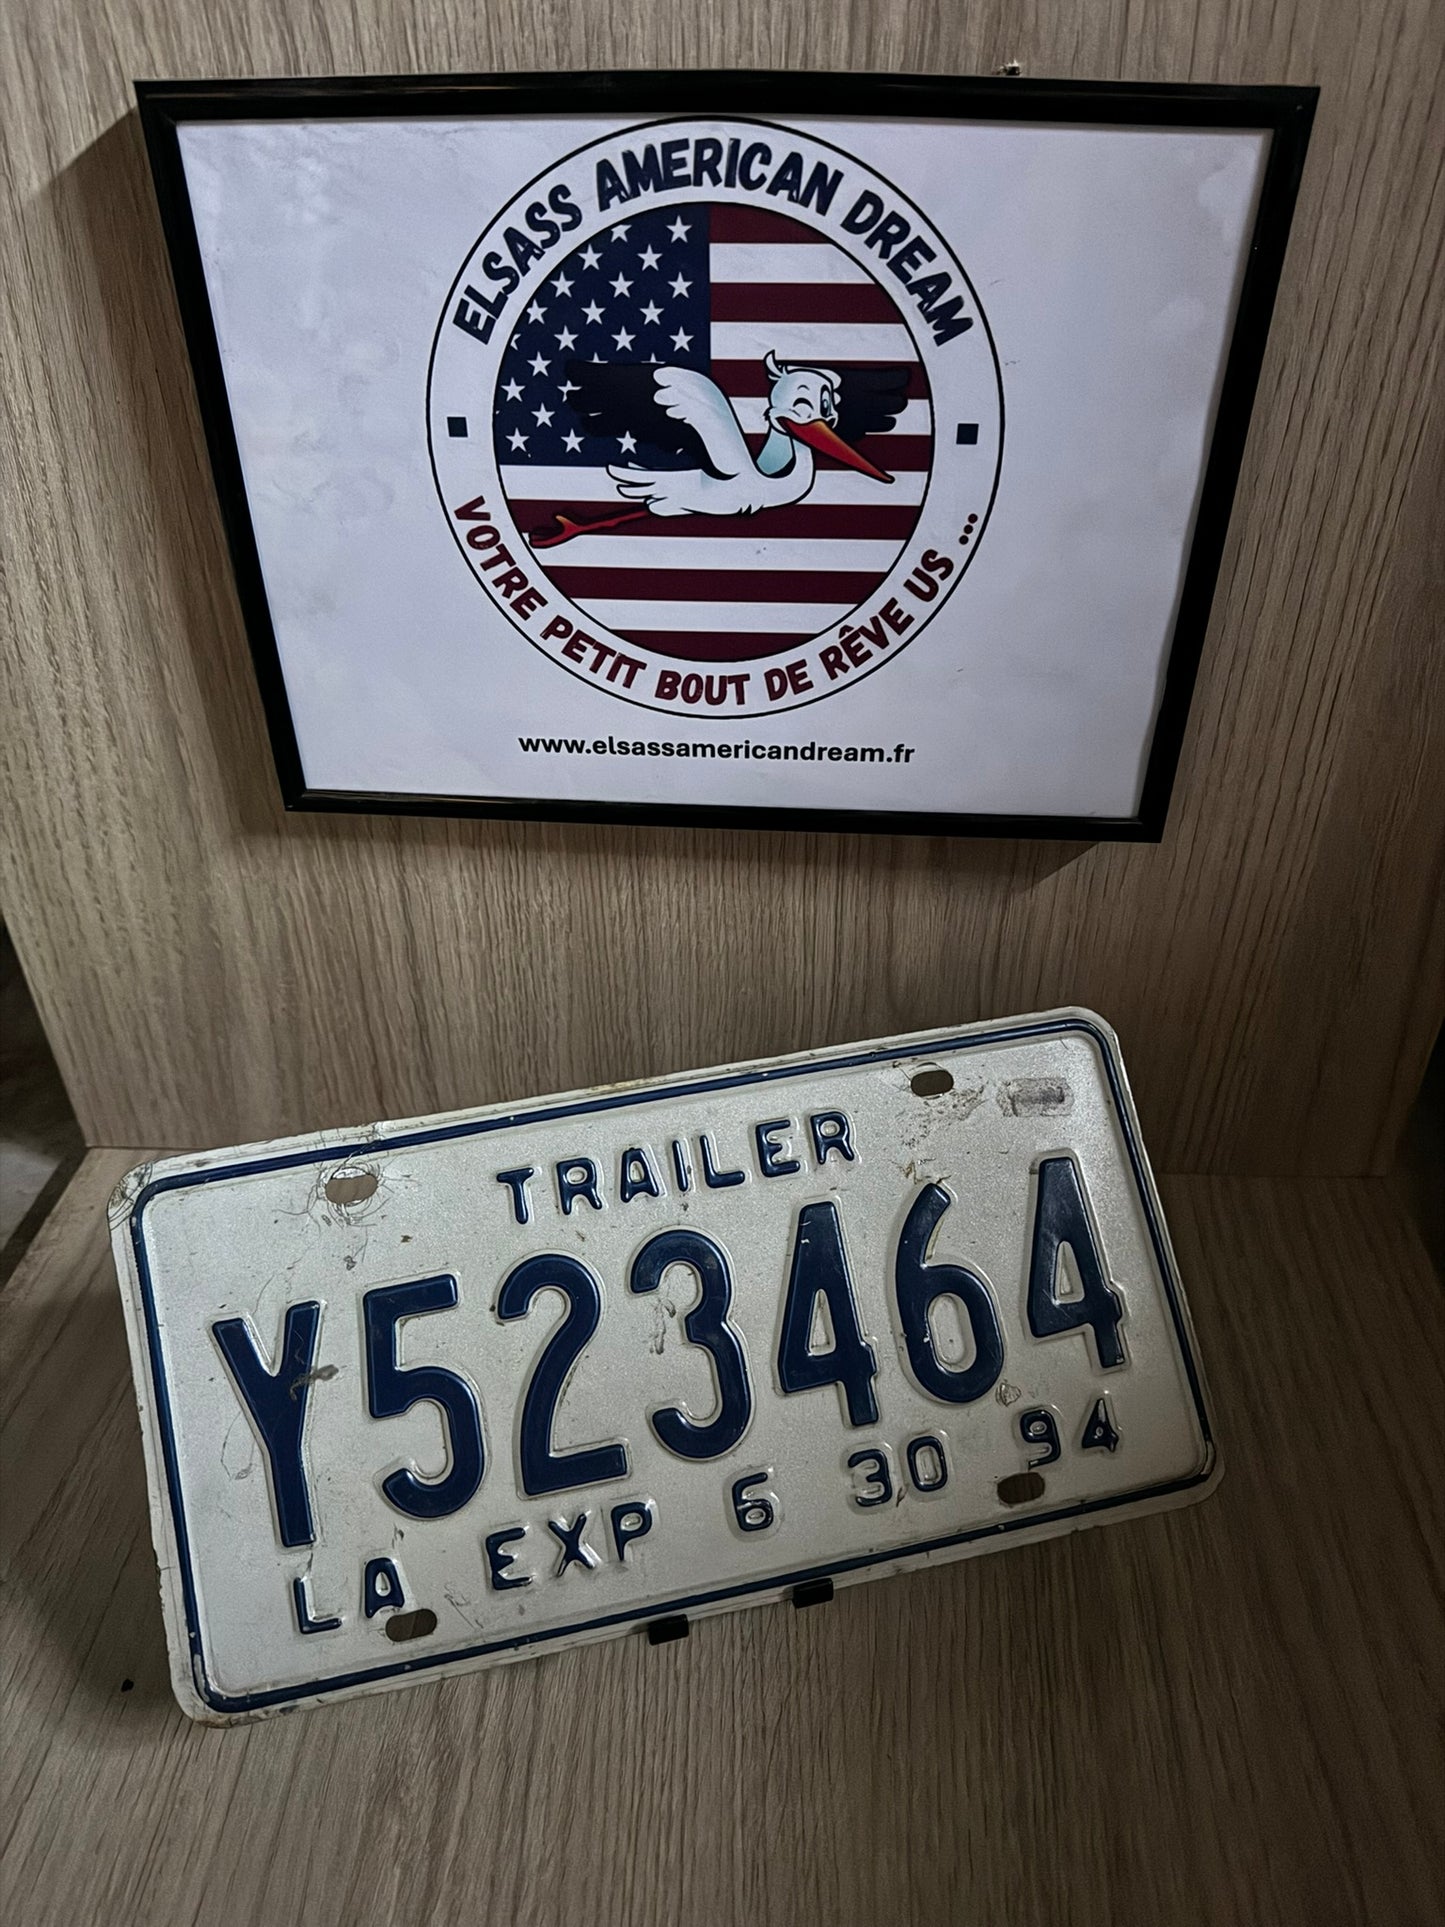 ELSASS AMERICAN DREAM
VOTRE PETIT BOUT DE RÊVE US ...
www.elsassamericandream.fr
TRAILER
Y523464
LA EXP 6 30 94